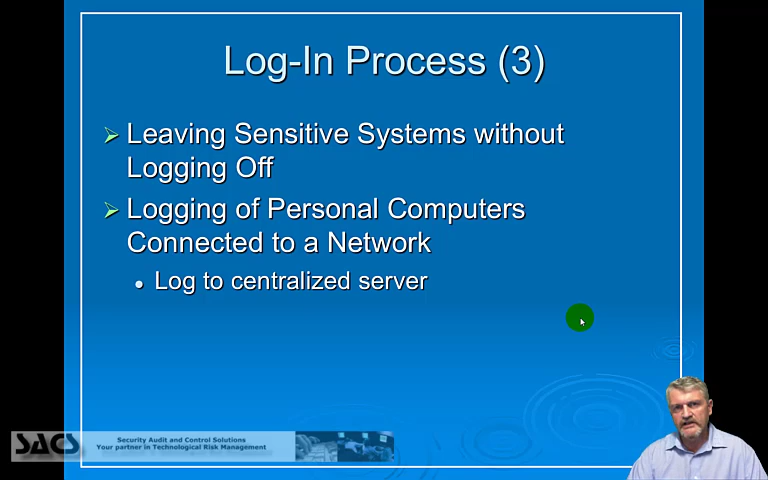 Log-In Process (3)
Leaving Sensitive Systems without
Logging Off
Logging of Personal Computers
Connected to a Network
Log to centralized server
SACS
Security Audit and Control Solutions
Your partner in Technological Risk Management